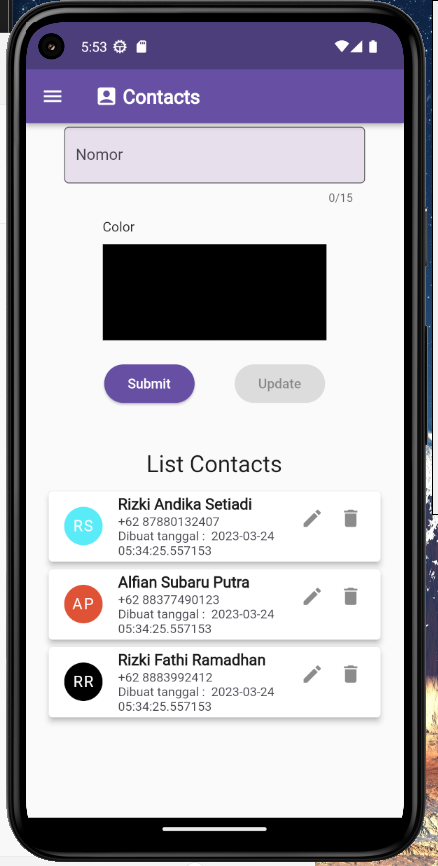 5:53
Contacts
Nomor
0/15
Color
Submit Update
List Contacts
RS
Rizki Andika Setiadi
+62 87880132407
Dibuat tanggal : 2023-03-24
05:34:25.557153
AP
Alfian Subaru Putra
+62 88377490123
Dibuat tanggal : 2023-03-24
05:34:25.557153
RR
Rizki Fathi Ramadhan
+62 8883992412
Dibuat tanggal : 2023-03-24
05:34:25.557153